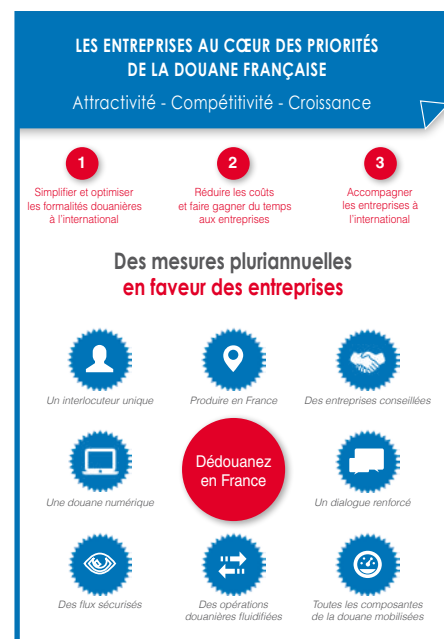 LES ENTREPRISES AU CŒUR DES PRIORITÉS
DE LA DOUANE FRANÇAISE
Attractivité - Compétitivité - Croissance
1
Simplifier et optimiser
les formalités douanières
à l'international
2
Réduire les coûts
et faire gagner du temps
aux entreprises
3
Accompagner
les entreprises à
l'international
Des mesures pluriannuelles
en faveur des entreprises
Un interlocuteur unique
Produire en France
Des entreprises conseillées
Une douane numérique
Dédouanez
en France
Un dialogue renforcé
Des flux sécurisés
Des opérations
douanières fluidifiées
Toutes les composantes
de la douane mobilisées